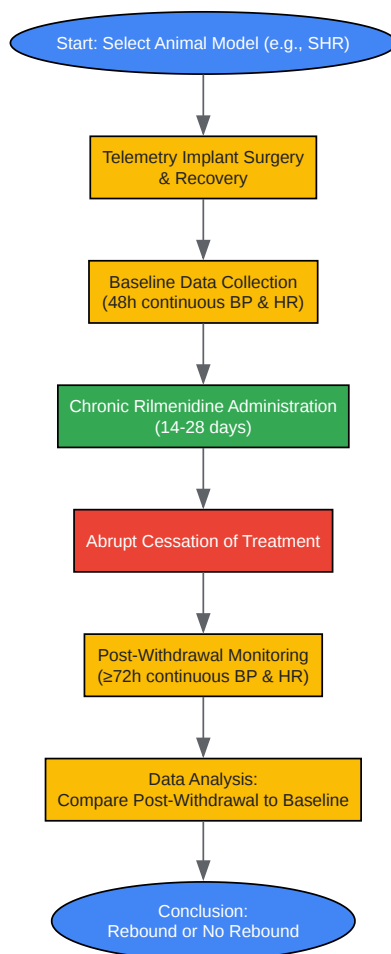 Start: Select Animal Model (e.g., SHR)
Telemetry Implant Surgery
& Recovery
Baseline Data Collection
(48h continuous BP & HR)
Chronic Rilmenidine Administration
(14-28 days)
Abrupt Cessation of Treatment
Post-Withdrawal Monitoring
(≥72h continuous BP & HR)
Data Analysis:
Compare Post-Withdrawal to Baseline
Conclusion:
Rebound or No Rebound